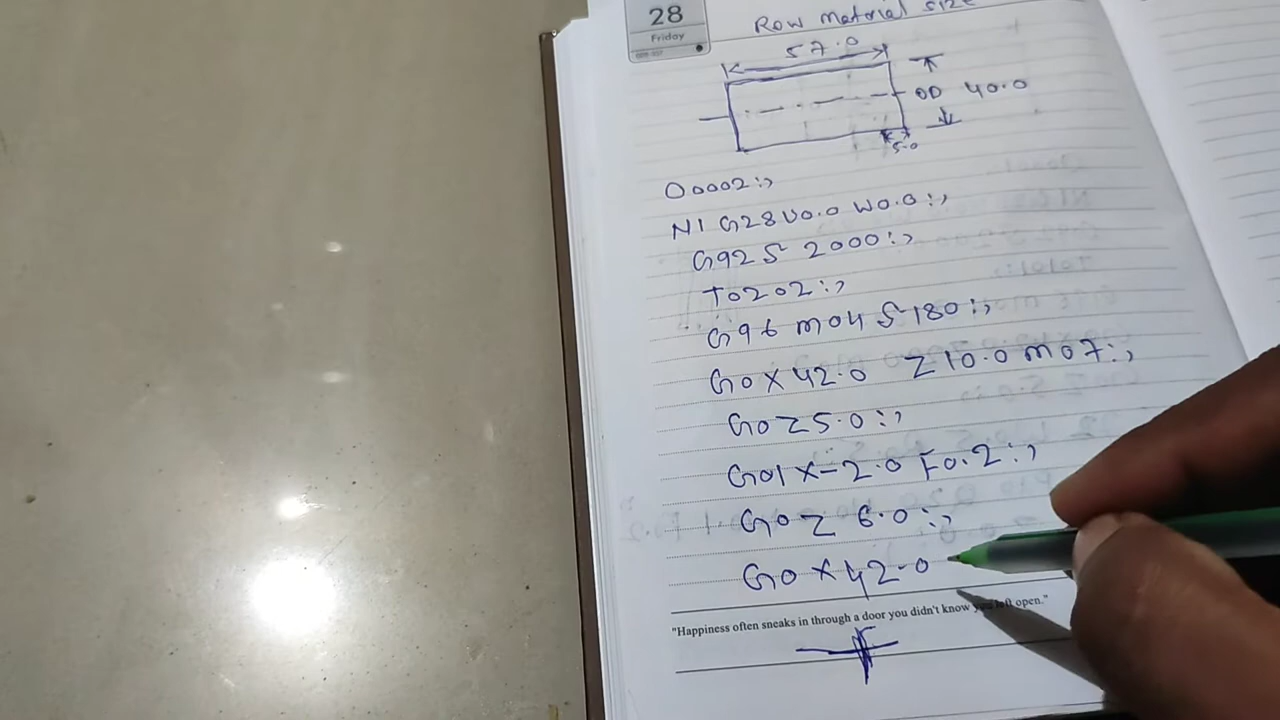 28
Friday
Row material size
57.0
OD 40.0
5.0
O0002:,
N1 G28U0.0 W0.0:,
G92 S 2000:,
T0202:,
G96 M04 S180:,
G0 X42.0 Z10.0 M07:,
G0 Z5.0:,
G01 X-2.0 F0.2:,
G0 Z 6.0:,
G0 X42.0
"Happiness often sneaks in through a door you didn't know you left open."